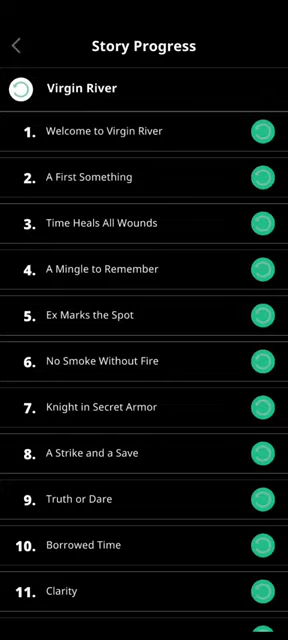 Story Progress
Virgin River
1. Welcome to Virgin River
2. A First Something
3. Time Heals All Wounds
4. A Mingle to Remember
5. Ex Marks the Spot
6. No Smoke Without Fire
7. Knight in Secret Armor
8. A Strike and a Save
9. Truth or Dare
10. Borrowed Time
11. Clarity